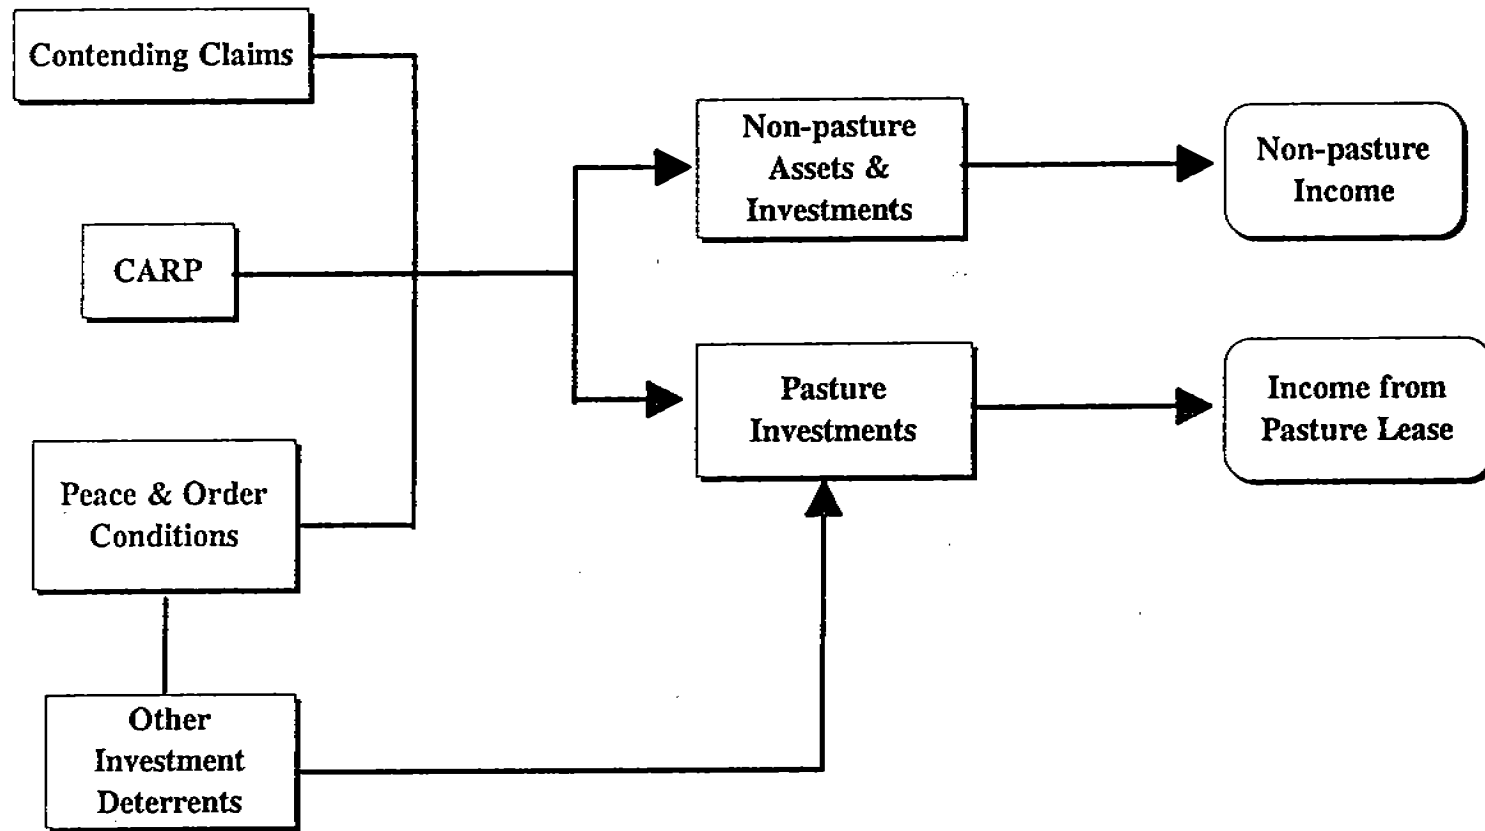 Contending Claims
CARP
Peace & Order
Conditions
Other
Investment
Deterrents
Non-pasture
Assets &
Investments
Pasture
Investments
Non-pasture
Income
Income from
Pasture Lease